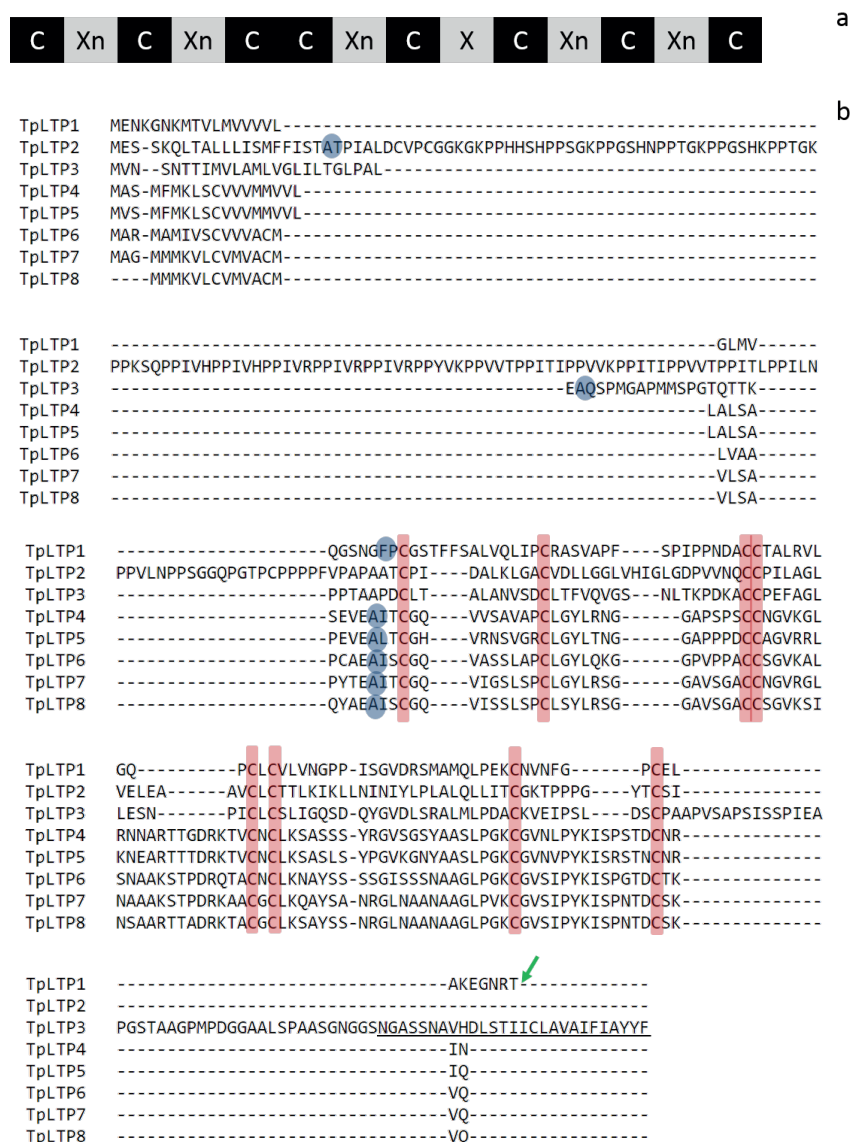 a
C Xn C Xn C C Xn C X C Xn C Xn C
b
TpLTP1 MENKGNKMTVLMVVVVL------------------------------------------------------
TpLTP2 MES-SKQLTALLLISMFFISTATPIALDCVPCGGKGKPPHHSHPPSGKPPGSHNPPTGKPPGSHKPPTGK
TpLTP3 MVN--SNTTIMVLAMLVGLILTGLPAL--------------------------------------------
TpLTP4 MAS-MFMKLSCVVVMMVVL----------------------------------------------------
TpLTP5 MVS-MFMKLSCVVVMMVVL----------------------------------------------------
TpLTP6 MAR-MAMIVSCVVVACM------------------------------------------------------
TpLTP7 MAG-MMMKVLCVMVACM------------------------------------------------------
TpLTP8 ----MMMKVLCVMVACM------------------------------------------------------
TpLTP1 ------------------------------------------------------------GLMV------
TpLTP2 PPKSQPPIVHPPIVHPPIVRPPIVRPPIVRPPYVKPPVVTPPITIPPVVKPPITIPPVVTPPITLPPILN
TpLTP3 ---------------------------------------------EAQSPMGAPMMSPGTQTTK------
TpLTP4 -----------------------------------------------------------LALSA------
TpLTP5 -----------------------------------------------------------LALSA------
TpLTP6 ------------------------------------------------------------LVAA------
TpLTP7 ------------------------------------------------------------VLSA------
TpLTP8 ------------------------------------------------------------VLSA------
TpLTP1 ---------------------QGSNGFPCGSTFFSALVQLIPCRASVAPF----SPIPPNDACCTALRVL
TpLTP2 PPVLNPPSGGQPGTPCPPPPFVPAPAATCPI----DALKLGACVDLLGGLVHIGLGDPVVNQCCPILAGL
TpLTP3 ---------------------PPTAAPDCLT----ALANVSDCLTFVQVGS--NLTKPDKACCPEFAGL
TpLTP4 ---------------------SEVEAITCGQ----VVSAVAPCLGYLRNG------GAPSPSCCNGVKGL
TpLTP5 ---------------------PEVEALTCGH----VRNSVGRCLGYLTNG------GAPPPDCCAGVRRL
TpLTP6 ---------------------PCAEAISCGQ----VASSLAPCLGYLQKG------GPVPPACCSGVKAL
TpLTP7 ---------------------PYTEAITCGQ----VIGSLSPCLGYLRSG------GAVSGACCNGVRGL
TpLTP8 ---------------------QYAEAISCGQ----VISSLSPCLSYLRSG------GAVSGACCSGVKSI
TpLTP1 GQ----------PCLCVLVNGPP-ISGVDRSMAMQLPEKCNVNFG-------PCEL--------------
TpLTP2 VELEA------AVCLCTTLKIKLLNINIYLPLALQLLITCGKTPPPG----YTCSI--------------
TpLTP3 LESN-------PICLCSLIGQSD-QYGVDLSRALMLPDACKVEIPSL----DSCPAAPVSAPSISSPIEA
TpLTP4 RNNARTTGDRKTVCNCLKSASSS-YRGVSGSYAASLPGKCGVNLPYKISPSTDCNR--------------
TpLTP5 KNEARTTTDRKTVCNCLKSASLS-YPGVKGNYAASLPGKCGVNVPYKISRSTNCNR--------------
TpLTP6 SNAAKSTPDRQTACNCLKNAYSS-SSGISSSNAAGLPGKCGVSIPYKISPGTDCTK--------------
TpLTP7 NAAAKSTPDRKAACGCLKQAYSA-NRGLNAANAAGLPVKCGVSIPYKISPNTDCSK--------------
TpLTP8 NSAARTTADRKTACGCLKSAYSS-NRGLNAANAAGLPGKCGVSIPYKISPNTDCSK--------------
TpLTP1 ---------------------------------AKEGNRT-------------
TpLTP2 -----------------------------------------------------
TpLTP3 PGSTAAGPMPDGGAALSPAASGNGGSNGASSNAVHDLSTIICLAVAIFIAYYF
TpLTP4 ---------------------------------IN------------------
TpLTP5 ---------------------------------IQ------------------
TpLTP6 ---------------------------------VQ------------------
TpLTP7 ---------------------------------VQ------------------
TpLTP8 ---------------------------------VQ------------------